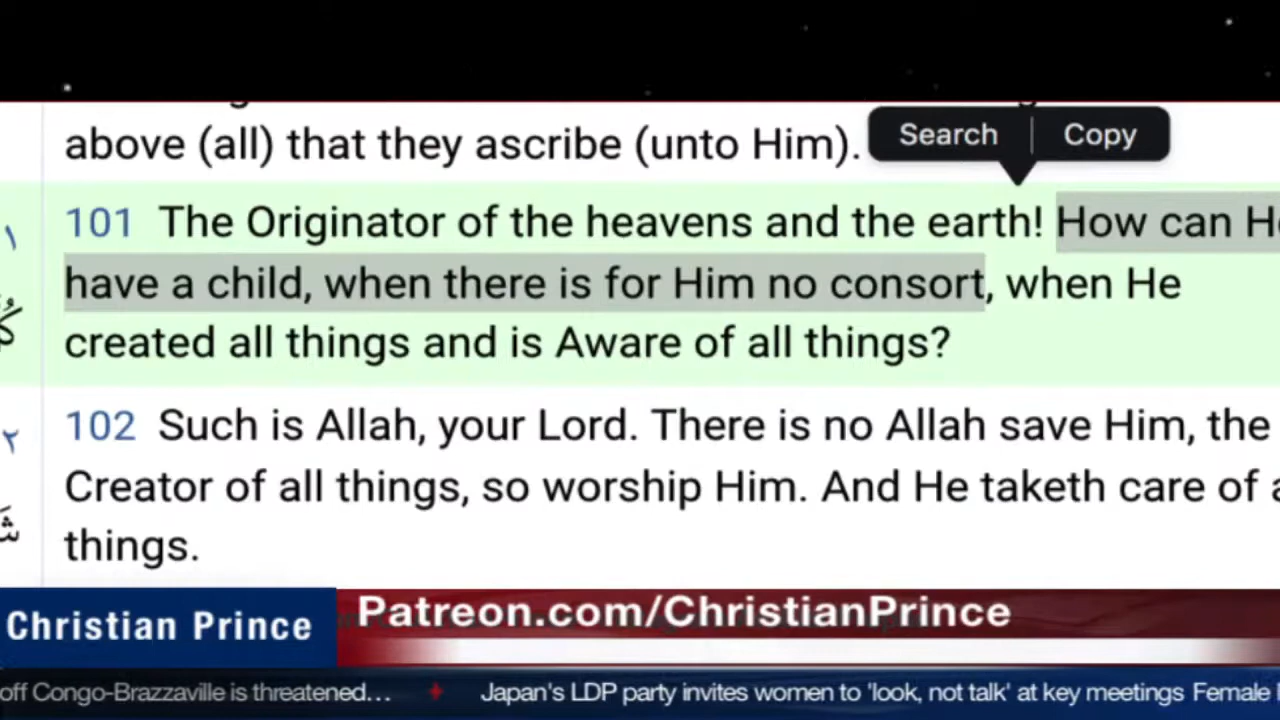 above (all) that they ascribe (unto Him).
Search Copy
101 The Originator of the heavens and the earth! How can He
have a child, when there is for Him no consort, when He
created all things and is Aware of all things?
102 Such is Allah, your Lord. There is no Allah save Him, the
Creator of all things, so worship Him. And He taketh care of a
things.
Christian Prince
Patreon.com/ChristianPrince
off Congo-Brazzaville is threatened... Japan's LDP party invites women to 'look, not talk' at key meetings Female